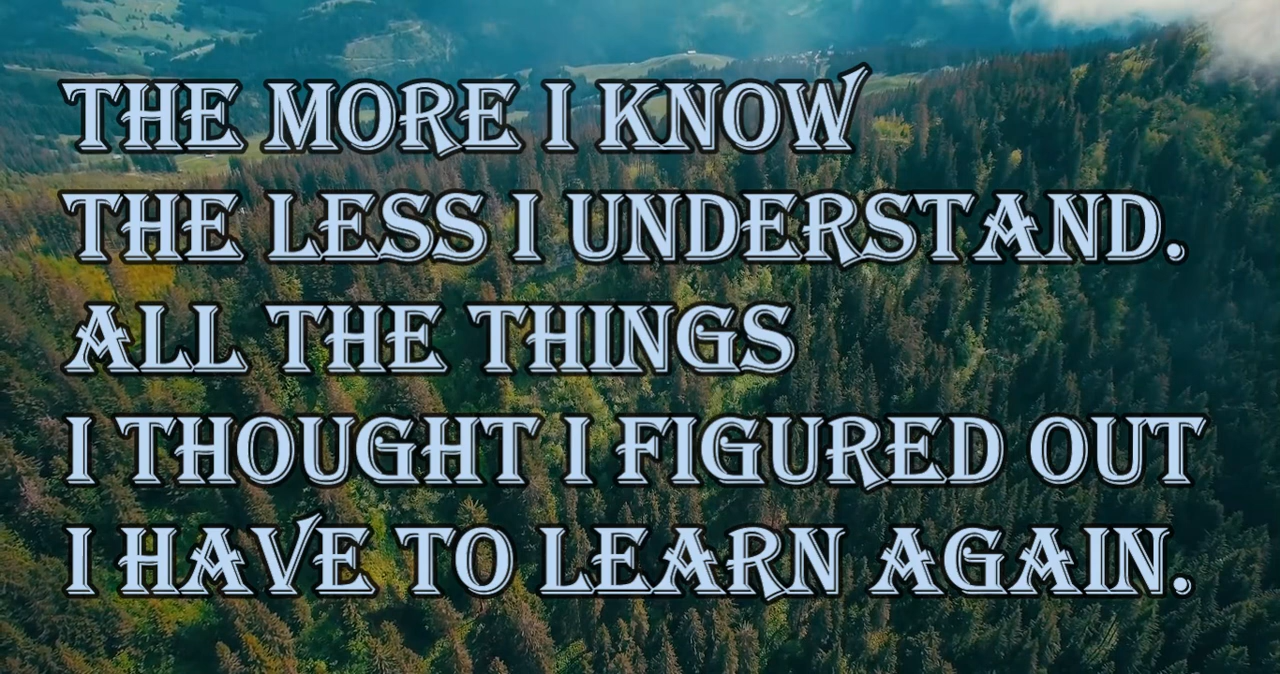 THE MORE I KNOW
THE LESS I UNDERSTAND.
ALL THE THINGS
I THOUGHT I FIGURED OUT
I HAVE TO LEARN AGAIN.